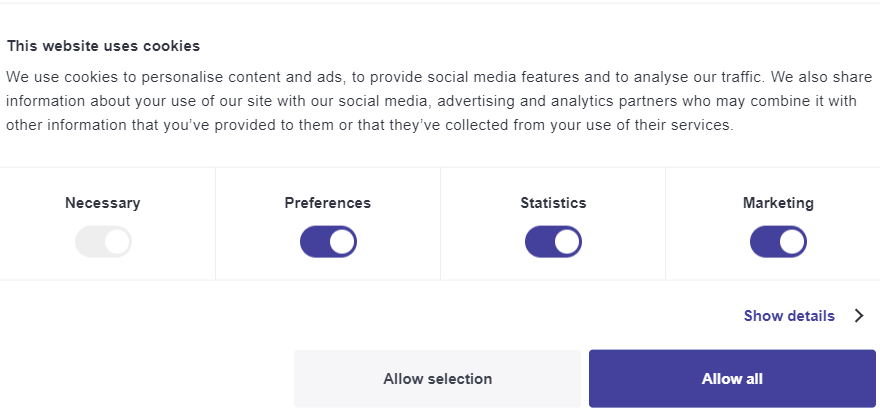 This website uses cookies
We use cookies to personalise content and ads, to provide social media features and to analyse our traffic. We also share
information about your use of our site with our social media, advertising and analytics partners who may combine it with
other information that you’ve provided to them or that they’ve collected from your use of their services.
Necessary
Preferences
Statistics
Marketing
Show details
Allow selection
Allow all